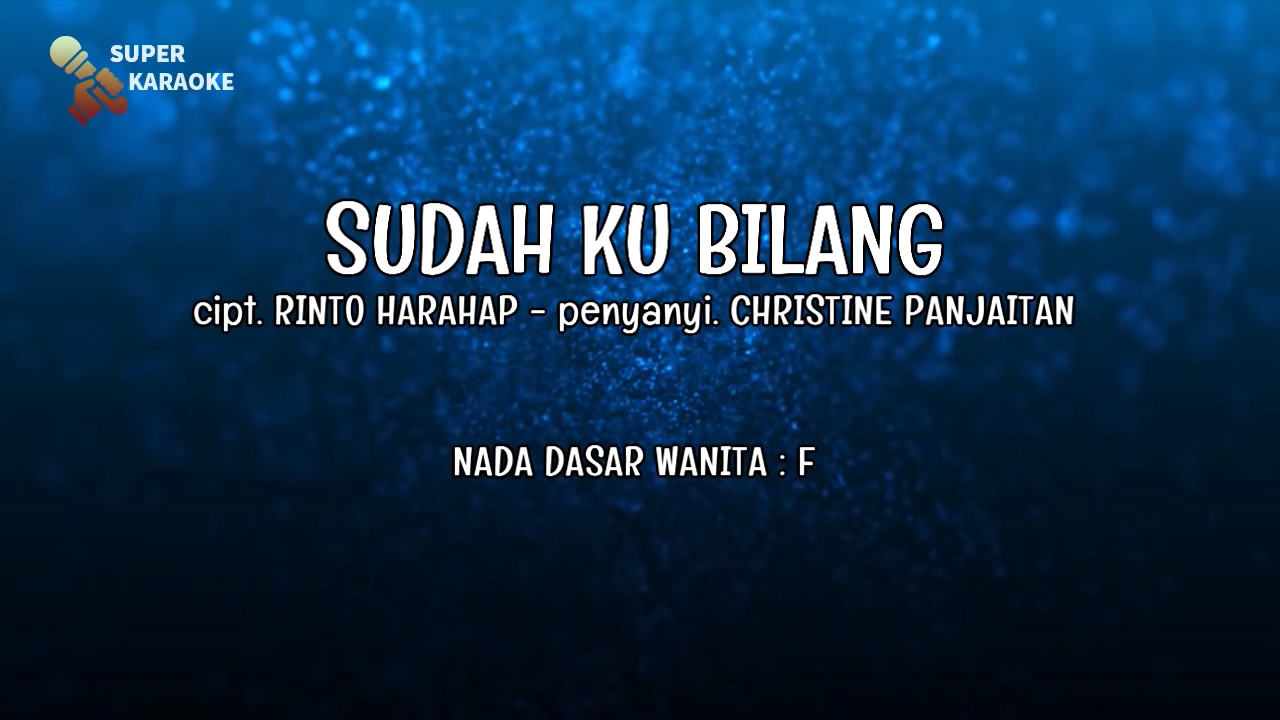 SUPER
KARAOKE
SUDAH KU BILANG
cipt. RINTO HARAHAP - penyanyi. CHRISTINE PANJAITAN
NADA DASAR WANITA : F